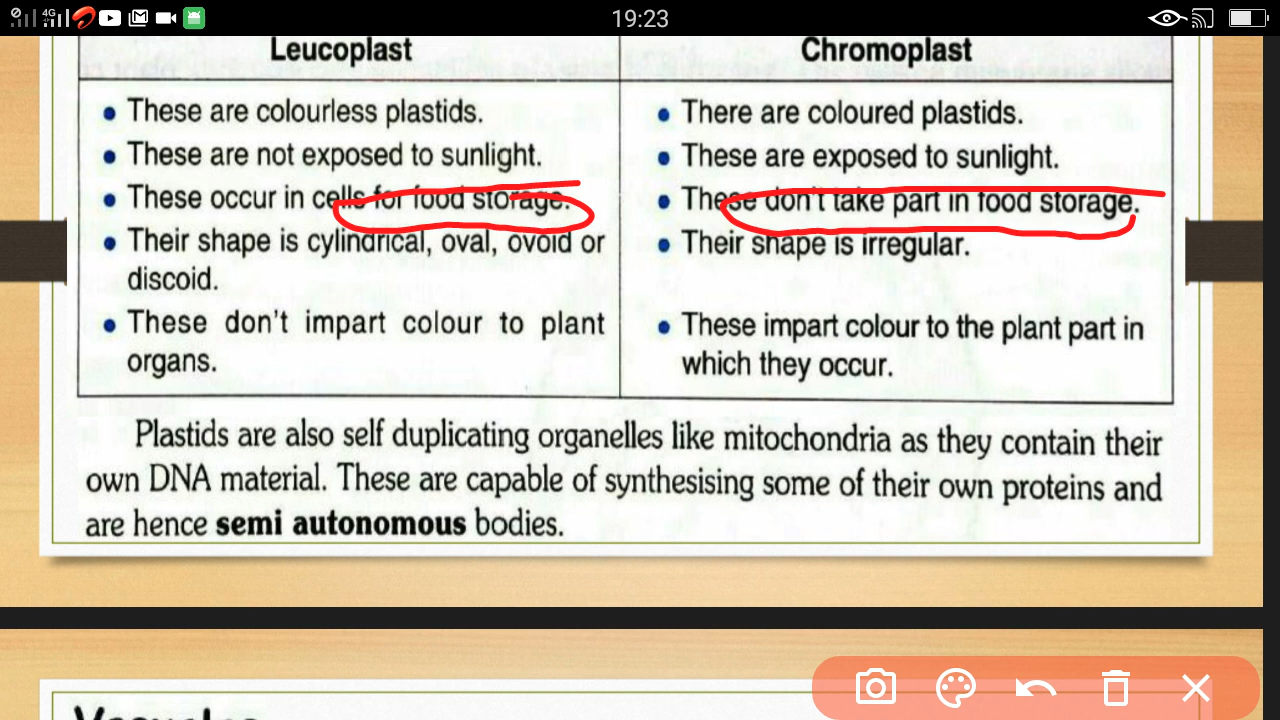 4G 19:23
Leucoplast Chromoplast
• These are colourless plastids. • There are coloured plastids.
• These are not exposed to sunlight. • These are exposed to sunlight.
• These occur in cells for food storage. • These don't take part in food storage.
• Their shape is cylindrical, oval, ovoid or • Their shape is irregular.
discoid.
• These don't impart colour to plant • These impart colour to the plant part in
organs. which they occur.
Plastids are also self duplicating organelles like mitochondria as they contain their
own DNA material. These are capable of synthesising some of their own proteins and
are hence semi autonomous bodies.